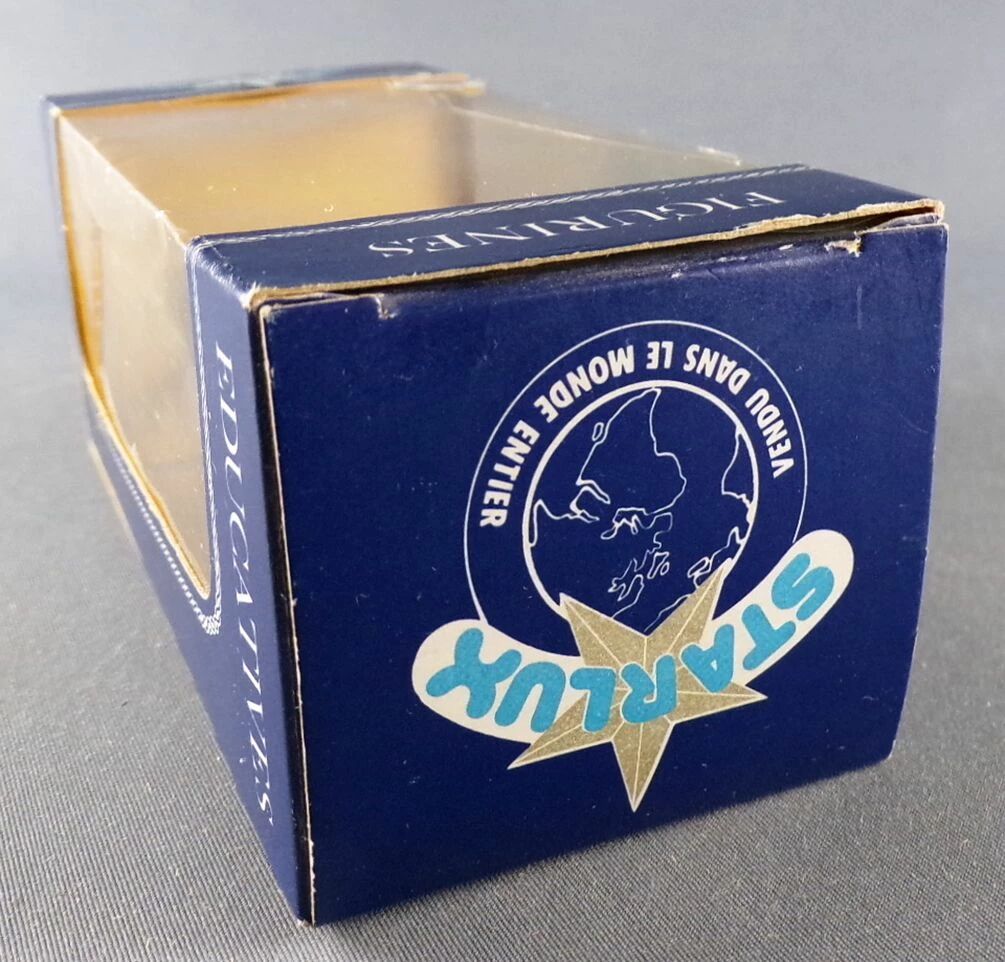 FIGURINES
EDUCATIVES
VENDU DANS LE MONDE ENTIER
STARLUX